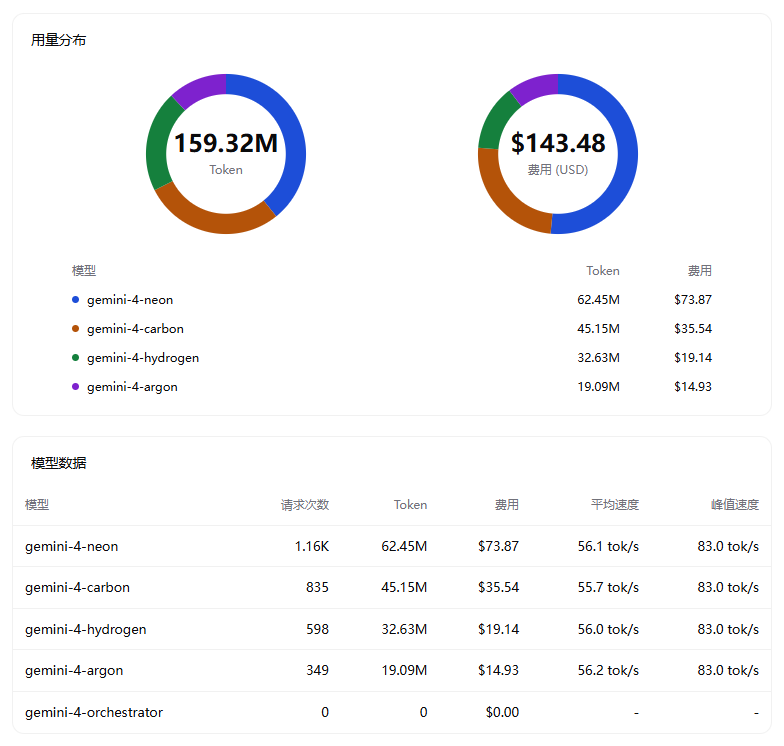 用量分布
159.32M
Token
$143.48
费用 (USD)
模型 Token 费用
gemini-4-neon 62.45M $73.87
gemini-4-carbon 45.15M $35.54
gemini-4-hydrogen 32.63M $19.14
gemini-4-argon 19.09M $14.93
模型数据
模型 请求次数 Token 费用 平均速度 峰值速度
gemini-4-neon 1.16K 62.45M $73.87 56.1 tok/s 83.0 tok/s
gemini-4-carbon 835 45.15M $35.54 55.7 tok/s 83.0 tok/s
gemini-4-hydrogen 598 32.63M $19.14 56.0 tok/s 83.0 tok/s
gemini-4-argon 349 19.09M $14.93 56.2 tok/s 83.0 tok/s
gemini-4-orchestrator 0 0 $0.00 - -